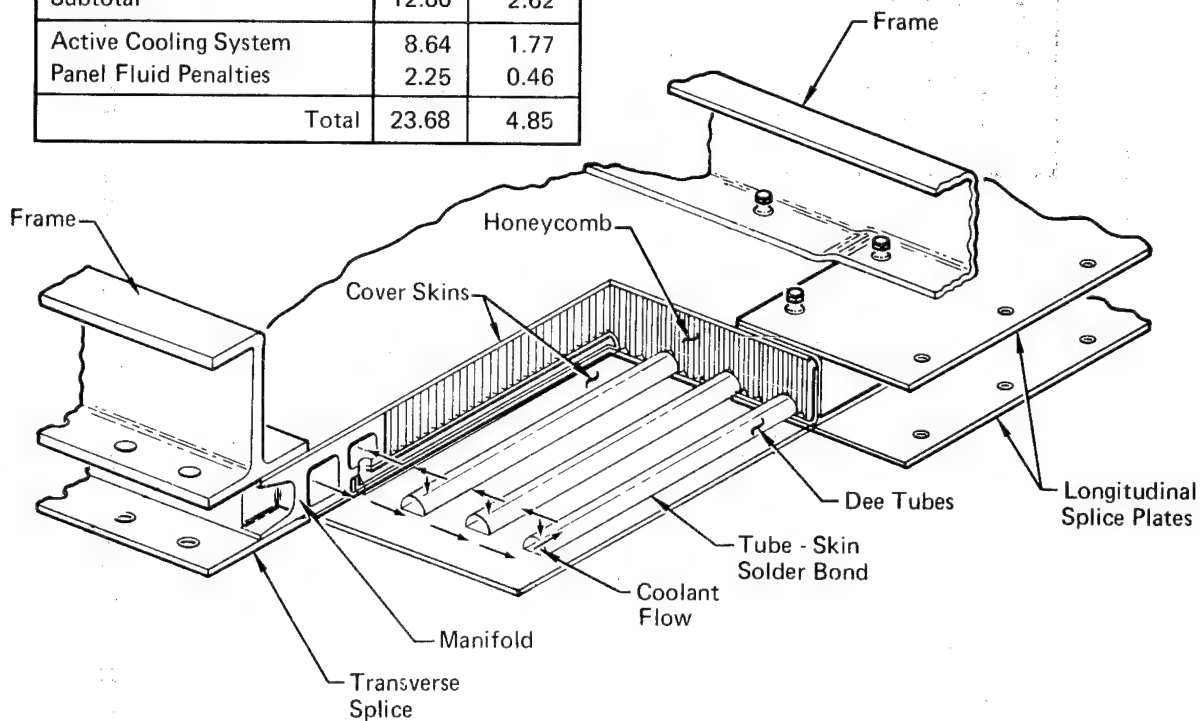 Subtotal 12.80 2.62
Active Cooling System 8.64 1.77
Panel Fluid Penalties 2.25 0.46
Total 23.68 4.85
Frame
Frame
Honeycomb
Cover Skins
Dee Tubes
Longitudinal
Splice Plates
Tube - Skin
Solder Bond
Coolant
Flow
Manifold
Transverse
Splice